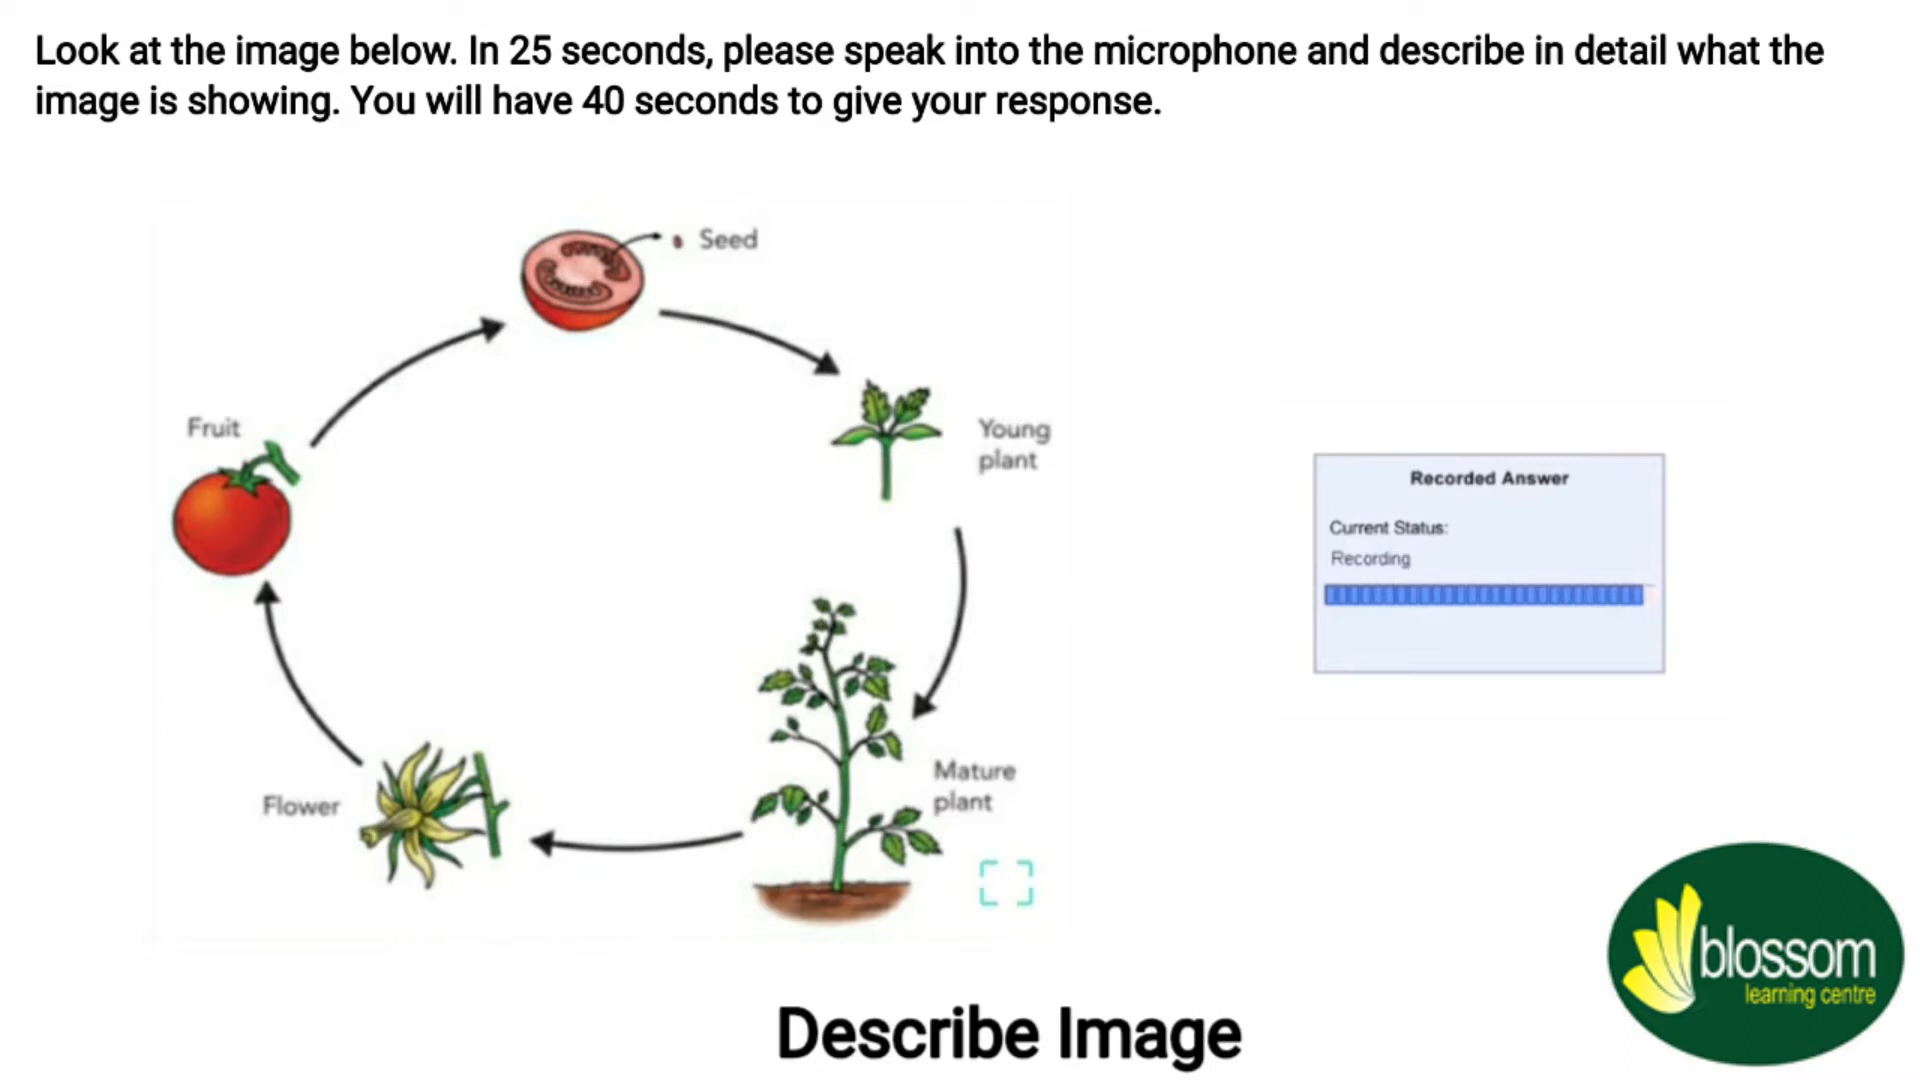 Look at the image below. In 25 seconds, please speak into the microphone and describe in detail what the
image is showing. You will have 40 seconds to give your response.
Seed
Fruit
Young
plant
Recorded Answer
Current Status:
Recording
Mature
plant
Flower
blossom
learning centre
Describe Image